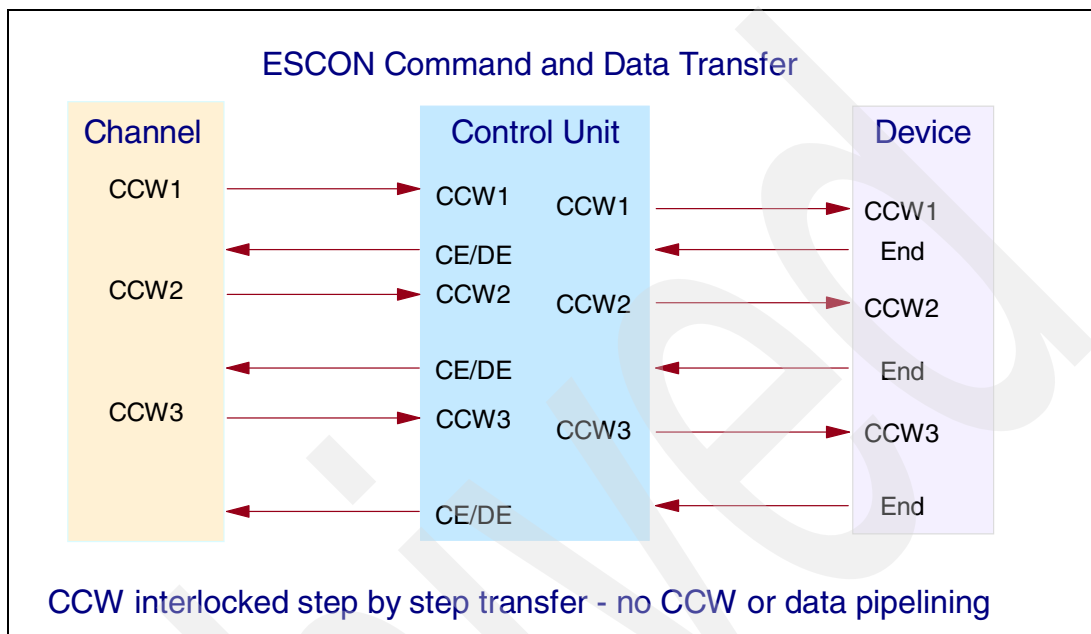 ESCON Command and Data Transfer
Channel Control Unit Device
CCW1 CCW1 CCW1 CCW1
CE/DE End
CCW2 CCW2 CCW2 CCW2
CE/DE End
CCW3 CCW3 CCW3 CCW3
CE/DE End
CCW interlocked step by step transfer - no CCW or data pipelining